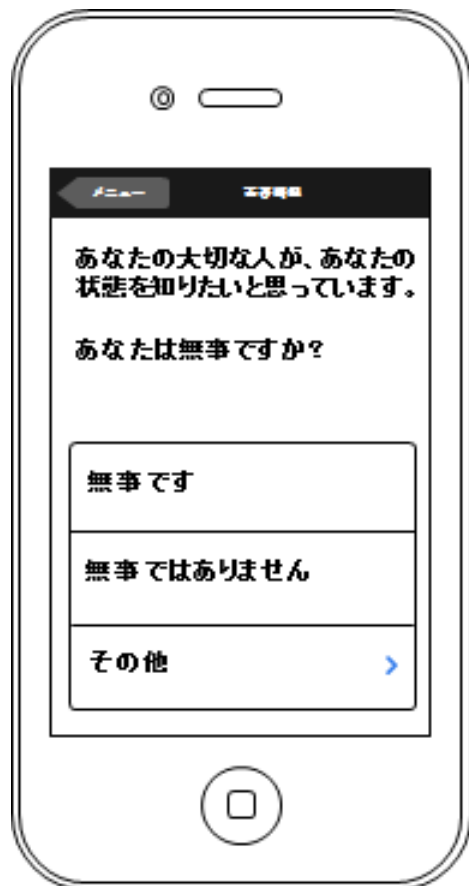 メニュー
あなたの大切な人が、あなたの
状態を知りたいと思っています。
あなたは無事ですか?
無事です
無事ではありません
その他